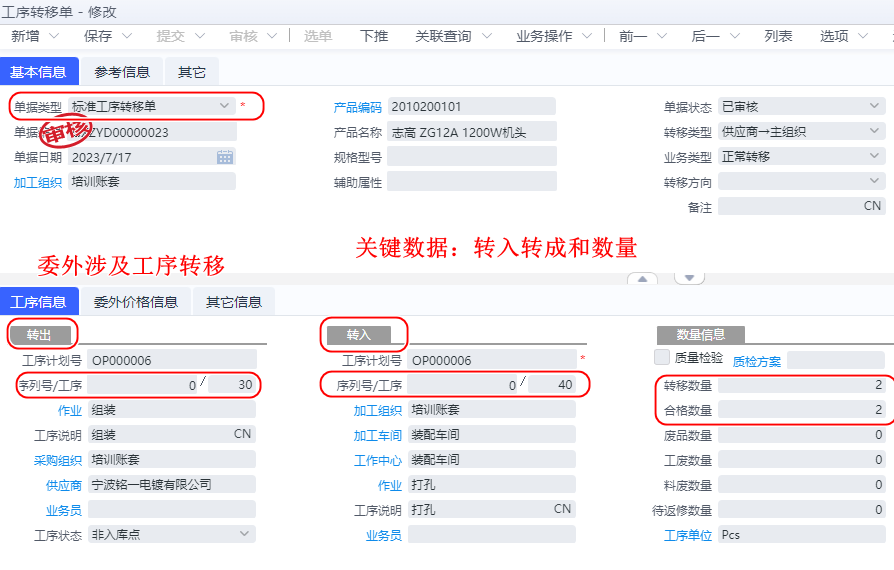 工序转移单 - 修改
新增 保存 提交 审核 选单 下推 关联查询 业务操作 前一 后一 列表 选项
基本信息 参考信息 其它
单据类型 标准工序转移单 * 产品编码 2010200101 单据状态 已审核
单据 ZYD00000023 产品名称 志高 ZG12A 1200W机头 转移类型 供应商→主组织
审核
单据日期 2023/7/17 规格型号 业务类型 正常转移
加工组织 培训账套 辅助属性 转移方向
备注 CN
关键数据：转入转成和数量
委外涉及工序转移
工序信息 委外价格信息 其它信息
转出 转入 数量信息
工序计划号 OP000006 工序计划号 OP000006 * 质量检验 质检方案
序列号/工序 0 / 30 序列号/工序 0 / 40 转移数量 2
作业 组装 加工组织 培训账套 合格数量 2
工序说明 组装 CN 加工车间 装配车间 废品数量 0
采购组织 培训账套 工作中心 装配车间 工废数量 0
供应商 宁波铭一电镀有限公司 作业 打孔 料废数量 0
业务员 工序说明 打孔 CN 待返修数量 0
工序状态 非入库点 业务员 工序单位 Pcs